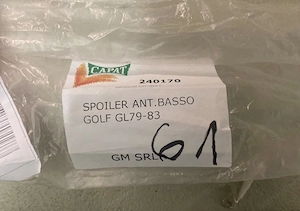 CAPAT
240170
SPOILER ANT.BASSO
GOLF GL79-83
GM SRL
61